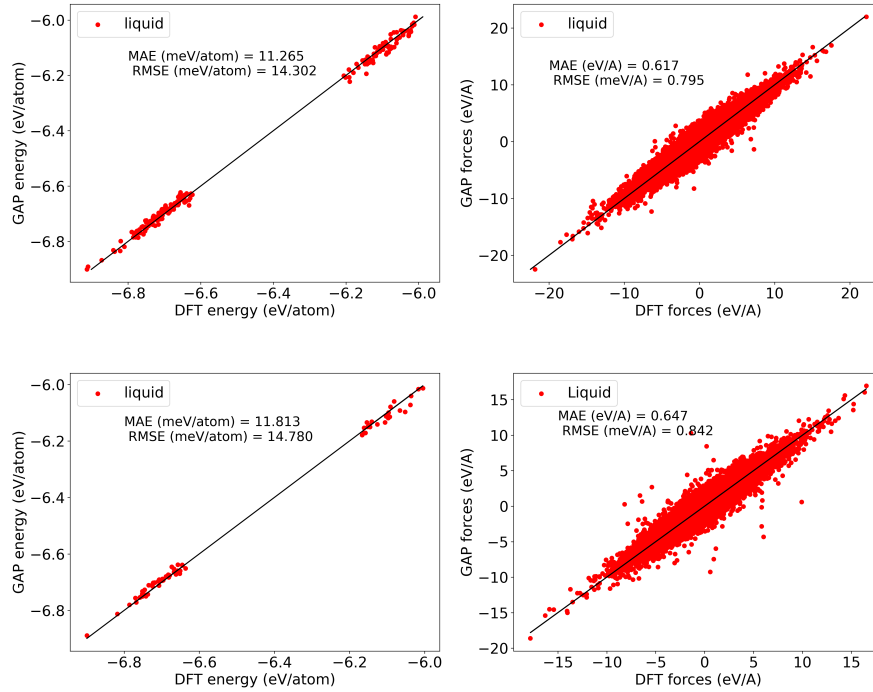 liquid
MAE (meV/atom) = 11.265
RMSE (meV/atom) = 14.302
GAP energy (eV/atom)
−6.0
−6.2
−6.4
−6.6
−6.8
−6.8 −6.6 −6.4 −6.2 −6.0
DFT energy (eV/atom)
liquid
MAE (eV/A) = 0.617
RMSE (meV/A) = 0.795
GAP forces (eV/A)
20
10
0
−10
−20
−20 −10 0 10 20
DFT forces (eV/A)
liquid
MAE (meV/atom) = 11.813
RMSE (meV/atom) = 14.780
GAP energy (eV/atom)
−6.0
−6.2
−6.4
−6.6
−6.8
−6.8 −6.6 −6.4 −6.2 −6.0
DFT energy (eV/atom)
Liquid
MAE (eV/A) = 0.647
RMSE (meV/A) = 0.842
GAP forces (eV/A)
15
10
5
0
−5
−10
−15
−20
−15 −10 −5 0 5 10 15
DFT forces (eV/A)